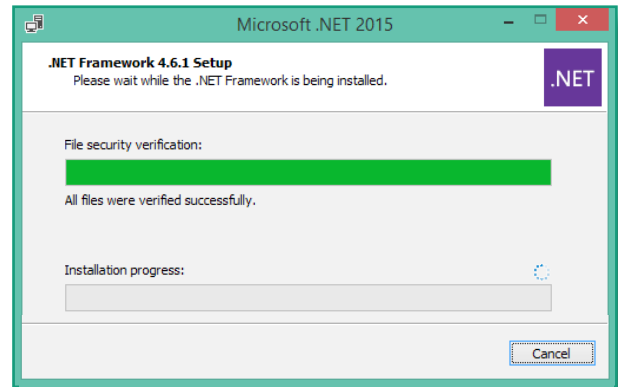 Microsoft .NET 2015
.NET Framework 4.6.1 Setup
Please wait while the .NET Framework is being installed.
.NET
File security verification:
All files were verified successfully.
Installation progress:
Cancel